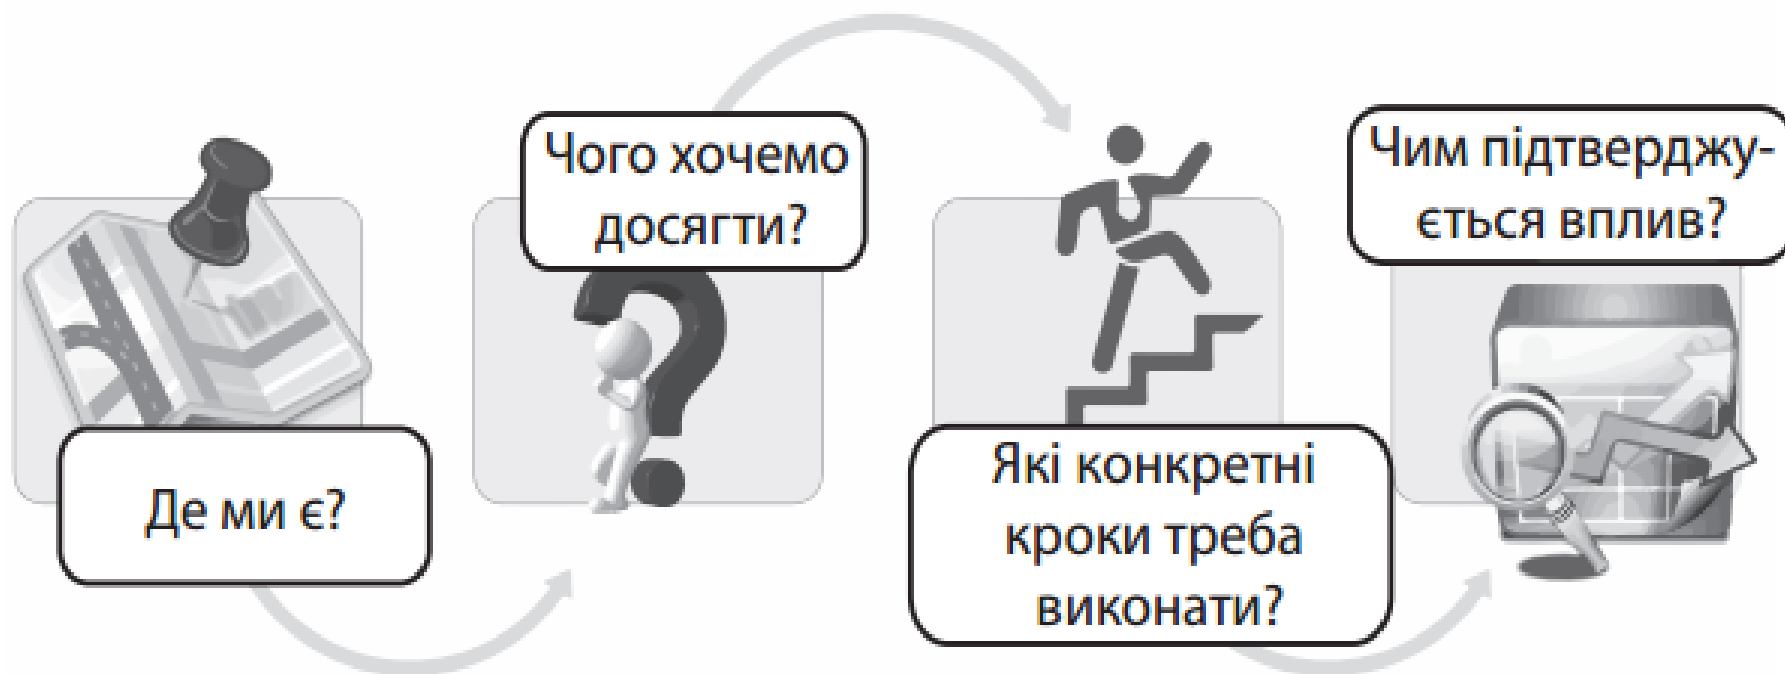 Де ми є?
Чого хочемо
досягти?
Які конкретні
кроки треба
виконати?
Чим підтверджу-
ється вплив?